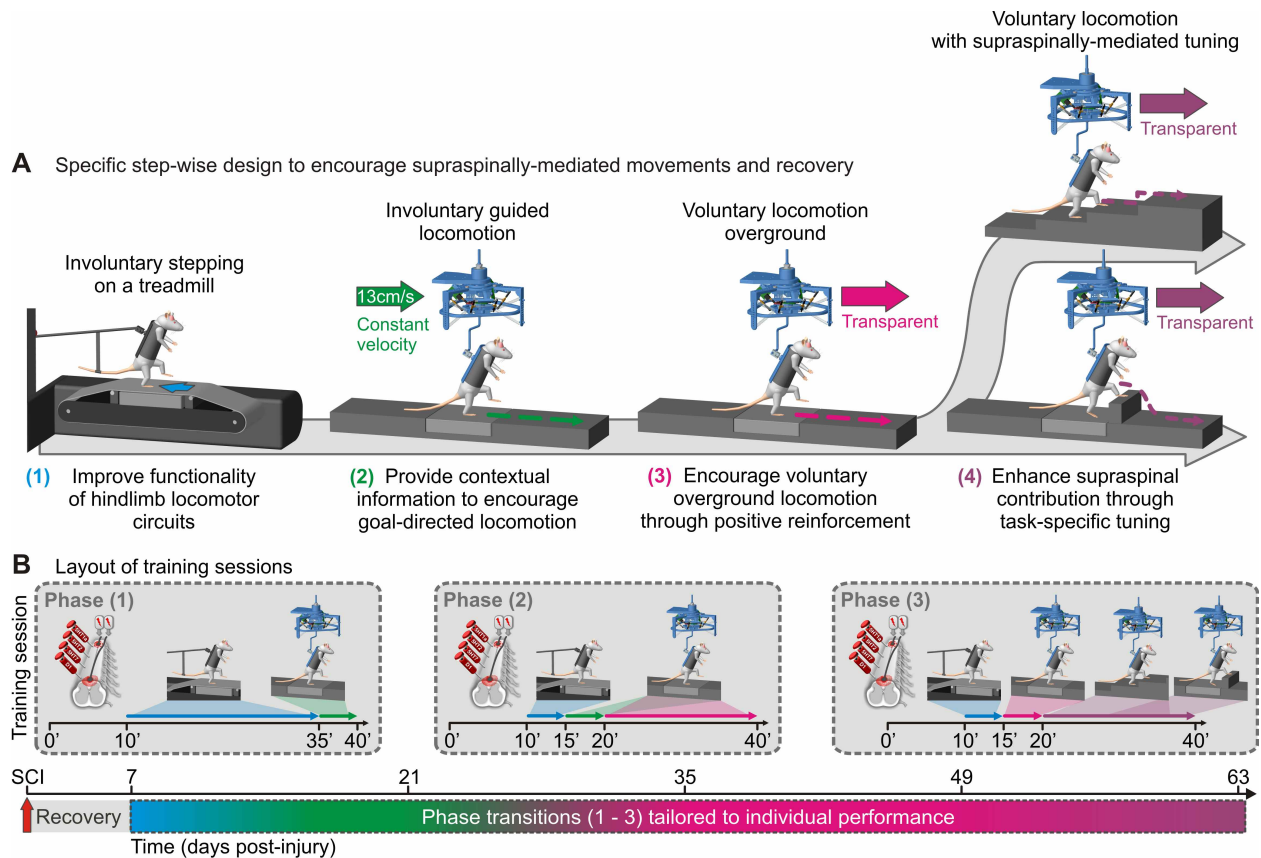 Voluntary locomotion
with supraspinally-mediated tuning
Transparent
A Specific step-wise design to encourage supraspinally-mediated movements and recovery
Involuntary guided
locomotion
Voluntary locomotion
overground
Involuntary stepping
on a treadmill
13cm/s
Constant
velocity
Transparent
Transparent
(1) Improve functionality
of hindlimb locomotor
circuits
(2) Provide contextual
information to encourage
goal-directed locomotion
(3) Encourage voluntary
overground locomotion
through positive reinforcement
(4) Enhance supraspinal
contribution through
task-specific tuning
B Layout of training sessions
Training session
Phase (1)
0' 10' 35' 40'
Phase (2)
0' 10' 15' 20' 40'
Phase (3)
0' 10' 15' 20' 40'
SCI 7 21 35 49 63
Recovery
Phase transitions (1 - 3) tailored to individual performance
Time (days post-injury)